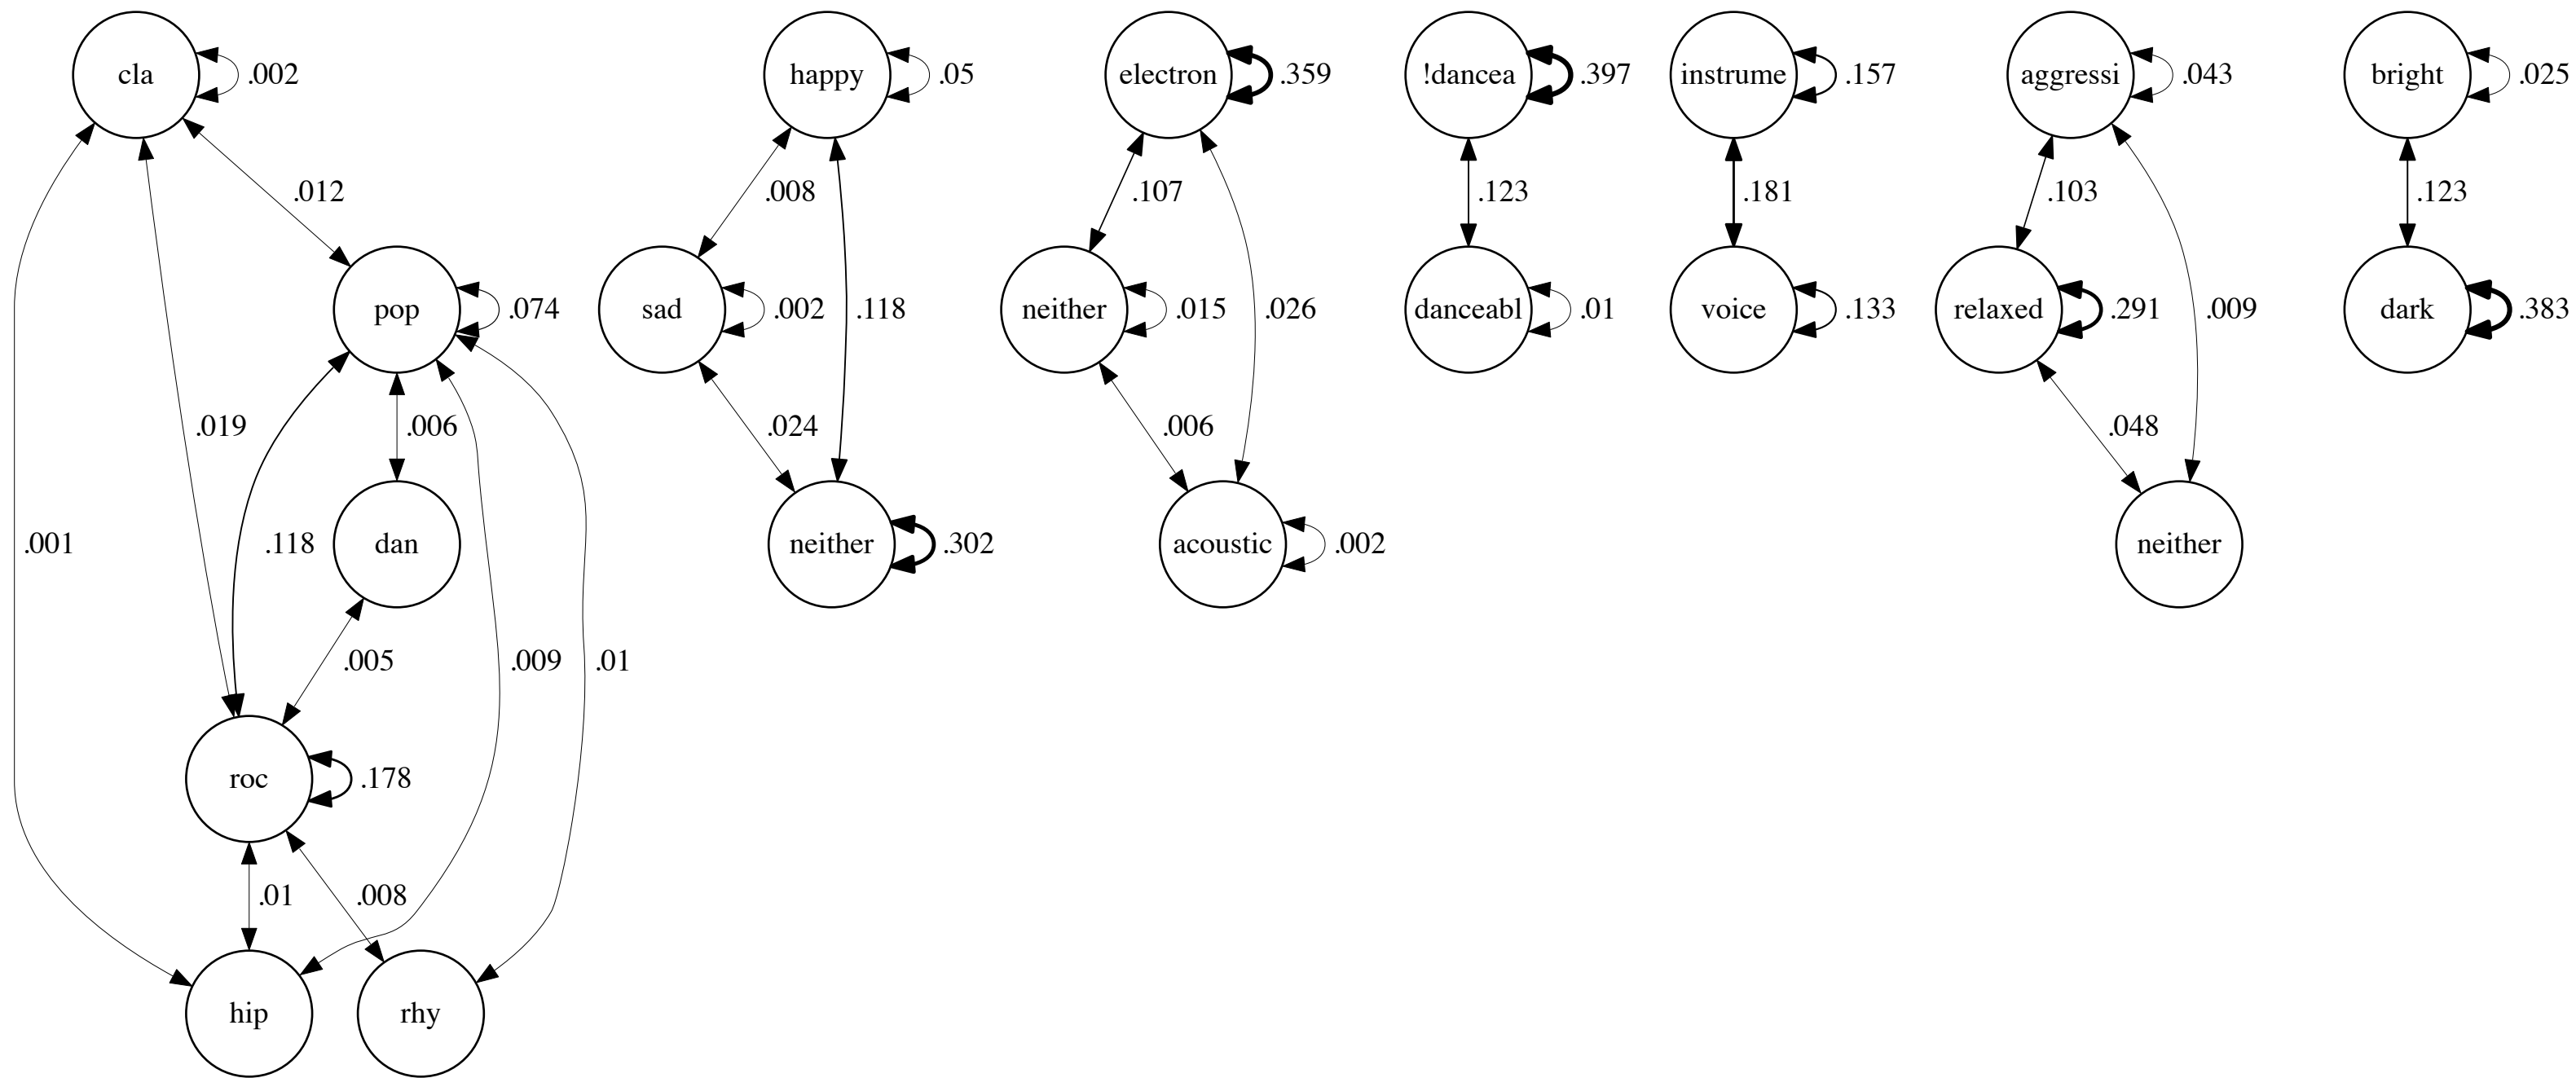 cla .002 happy .05 electron .359 !dancea .397 instrume .157 aggressi .043 bright .025
.012 .008 .107 .123 .181 .103 .123
pop .074 sad .002 .118 neither .015 .026 danceabl .01 voice .133 relaxed .291 .009 dark .383
.019 .006 .024 .006 .048
.001 .118 dan neither .302 acoustic .002 neither
.005 .009 .01
roc .178
.01 .008
hip rhy